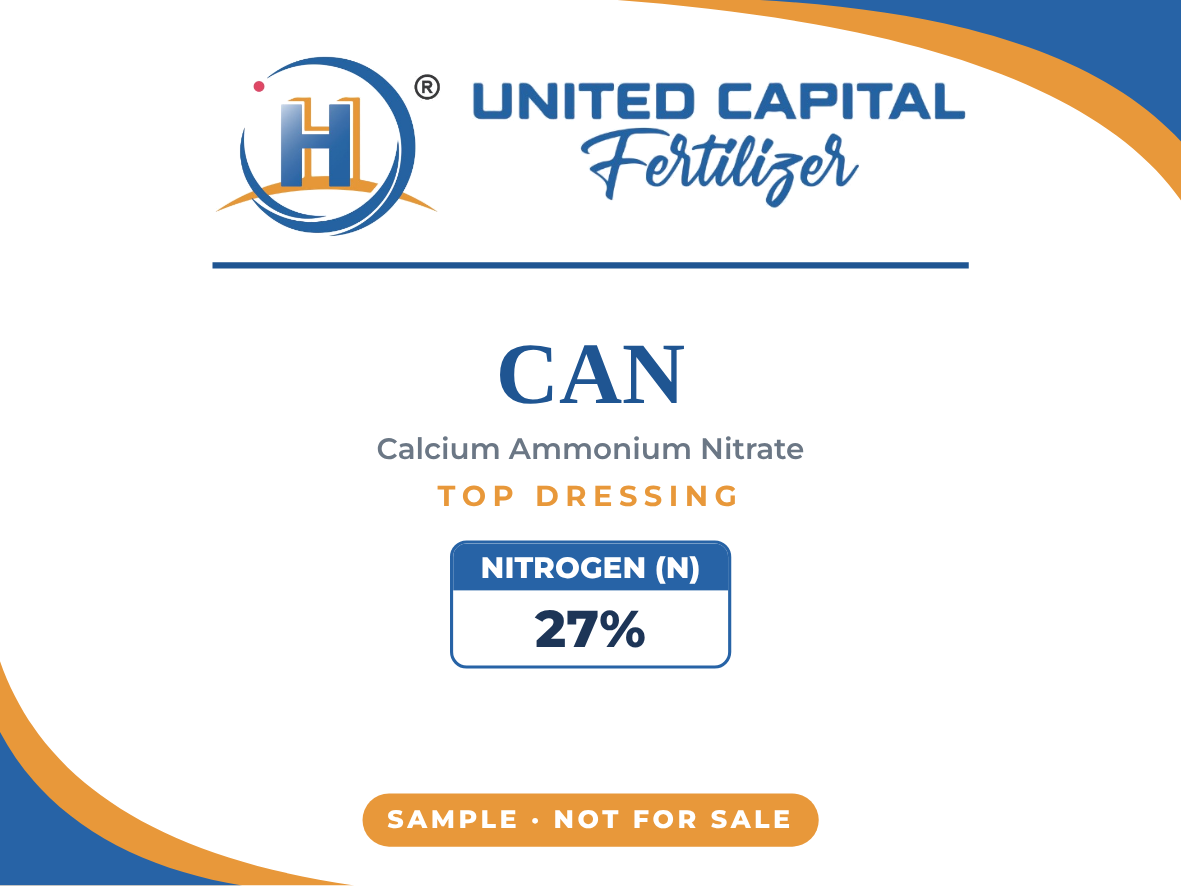 H ®
UNITED CAPITAL
Fertilizer
CAN
Calcium Ammonium Nitrate
TOP DRESSING
NITROGEN (N)
27%
SAMPLE · NOT FOR SALE